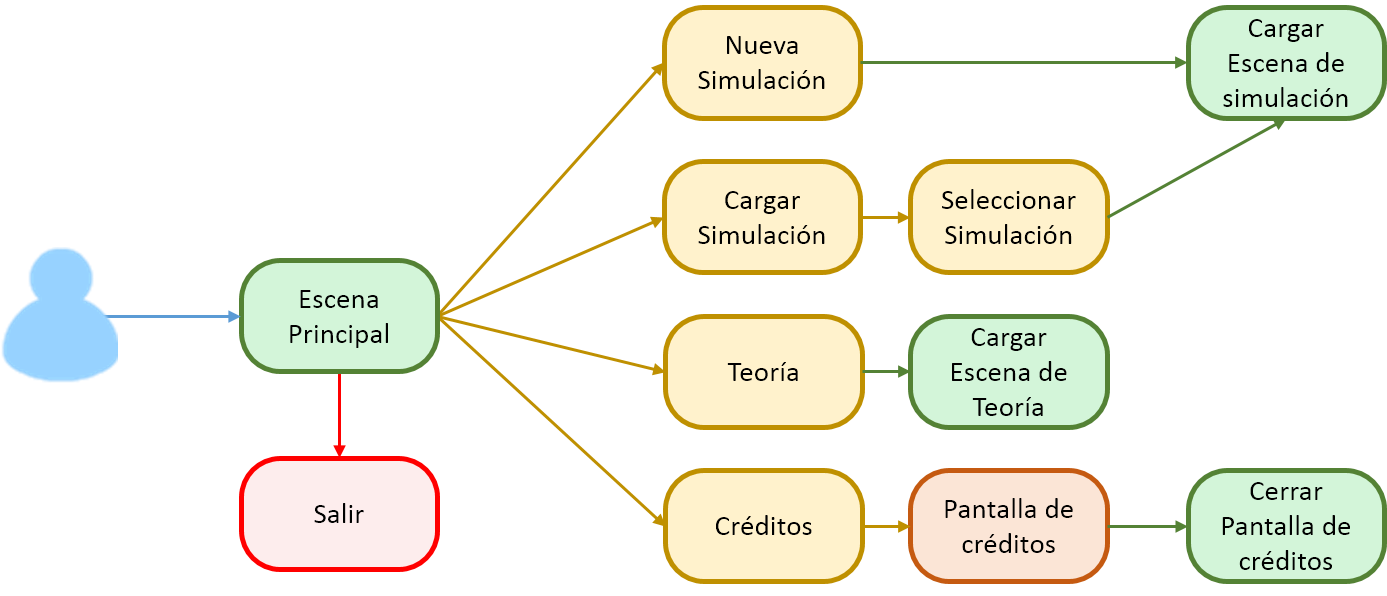 Nueva
Simulación
Cargar
Escena de
simulación
Cargar
Simulación
Seleccionar
Simulación
Escena
Principal
Teoría
Cargar
Escena de
Teoría
Salir
Créditos
Pantalla de
créditos
Cerrar
Pantalla de
créditos